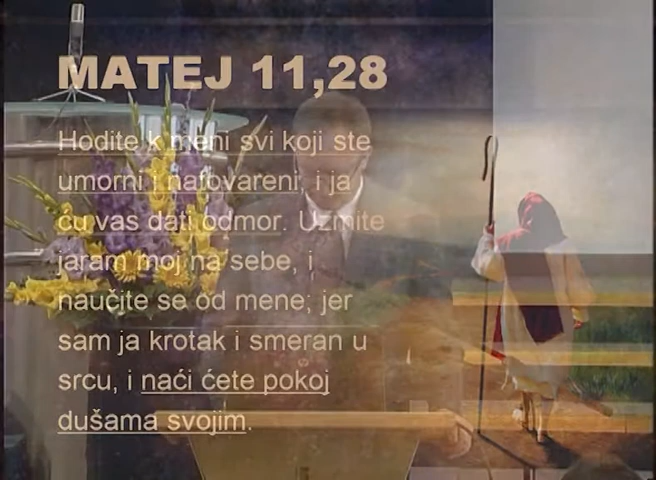 MATEJ 11,28
Hodite k meni svi koji ste
umorni i natovareni, i ja
ću vas dati odmor. Uzmite
jaram moj na sebe, i
naučite se od mene; jer
sam ja krotak i smeran u
srcu, i naći ćete pokoj
dušama svojim.